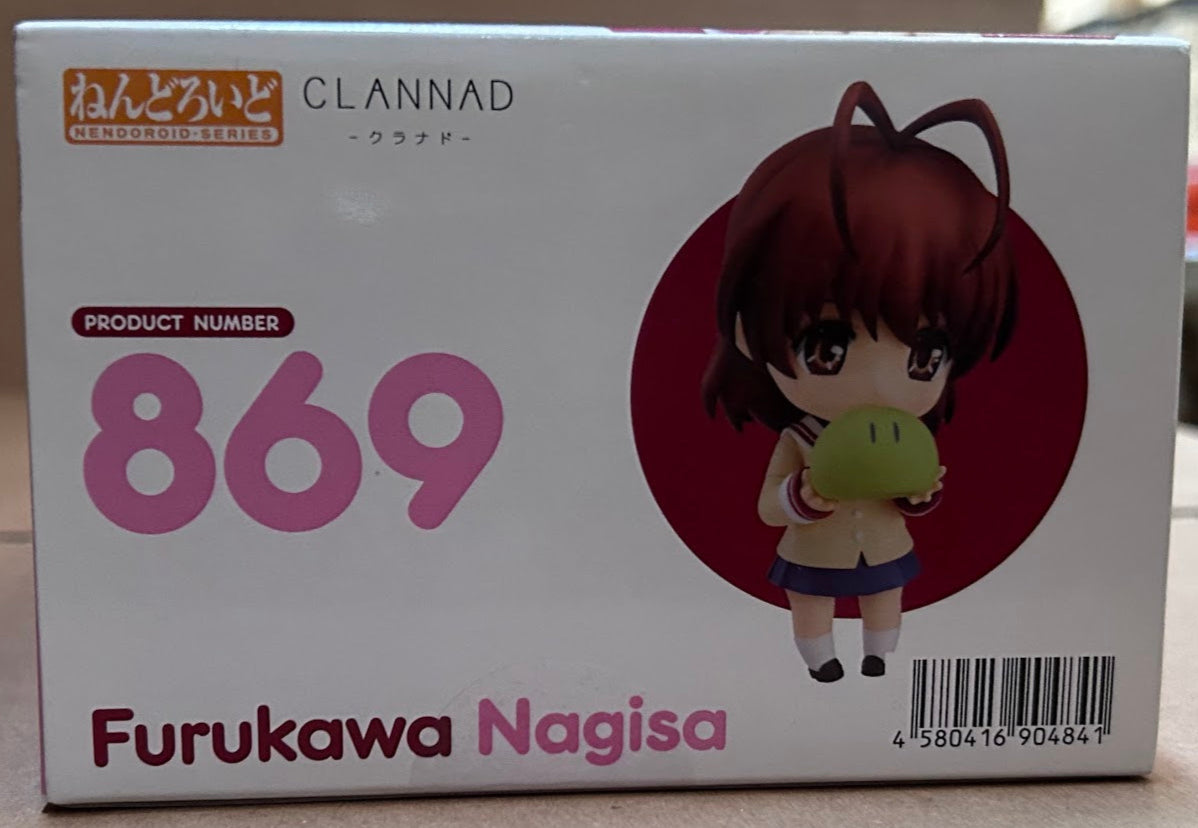 ねんどろいど
NENDOROID·SERIES
CLANNAD
-クラナド-
PRODUCT NUMBER
869
Furukawa Nagisa
4 580416 904841